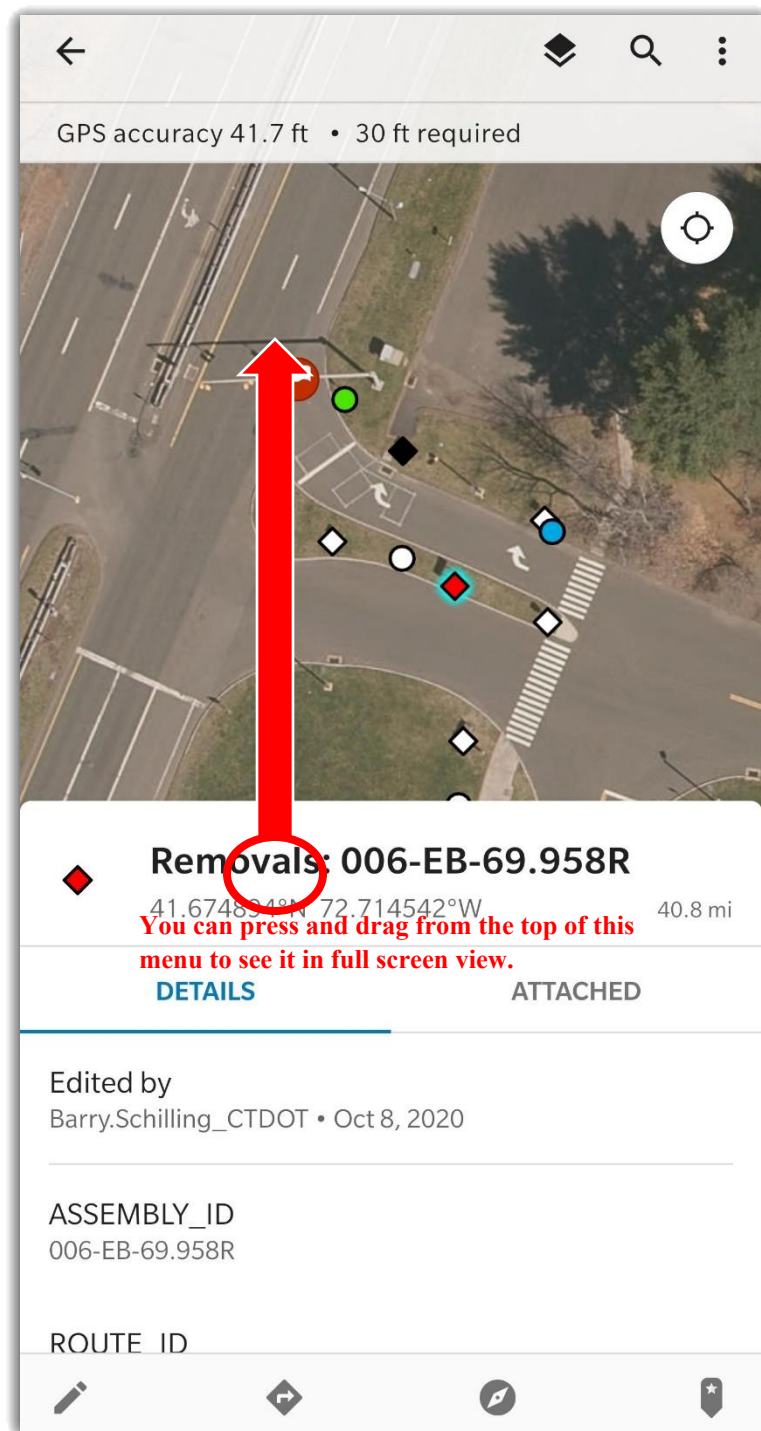 GPS accuracy 41.7 ft • 30 ft required
Removals: 006-EB-69.958R
41.674894°N 72.714542°W
40.8 mi
You can press and drag from the top of this
menu to see it in full screen view.
DETAILS
ATTACHED
Edited by
Barry.Schilling_CTDOT • Oct 8, 2020
ASSEMBLY_ID
006-EB-69.958R
ROUTE_ID